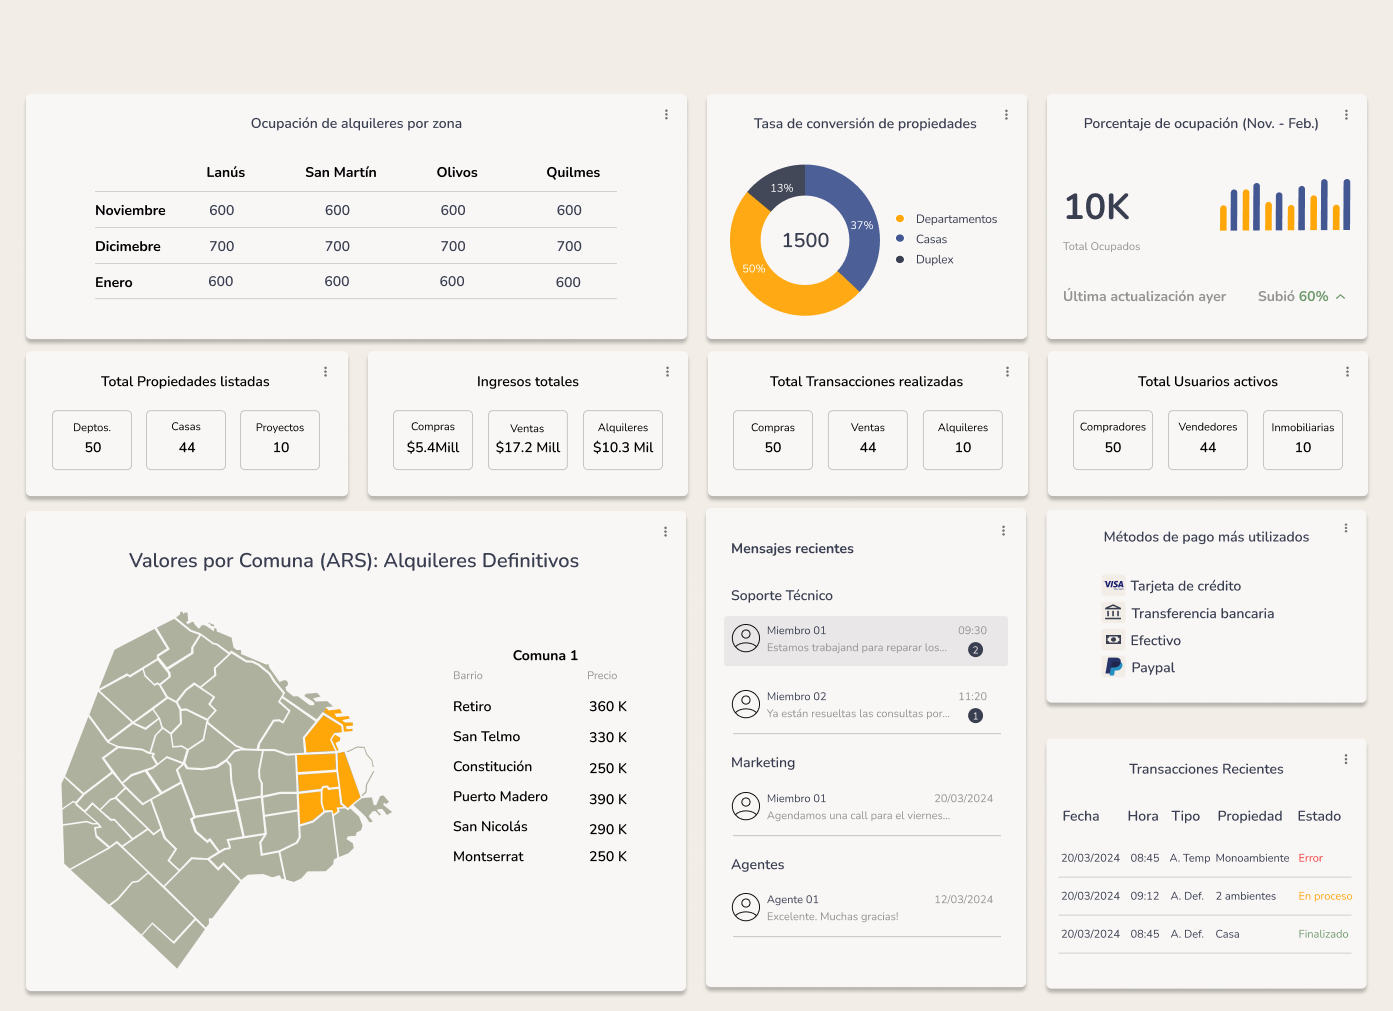 Ocupación de alquileres por zona
Lanús San Martín Olivos Quilmes
Noviembre 600 600 600 600
Dicimebre 700 700 700 700
Enero 600 600 600 600
Tasa de conversión de propiedades
13%
37%
1500
50%
Departamentos
Casas
Duplex
Porcentaje de ocupación (Nov. - Feb.)
10K
Total Ocupados
Última actualización ayer Subió 60%
Total Propiedades listadas
Deptos. Casas Proyectos
50 44 10
Ingresos totales
Compras Ventas Alquileres
$5.4Mill $17.2 Mill $10.3 Mil
Total Transacciones realizadas
Compras Ventas Alquileres
50 44 10
Total Usuarios activos
Compradores Vendedores Inmobiliarias
50 44 10
Valores por Comuna (ARS): Alquileres Definitivos
Comuna 1
Barrio Precio
Retiro 360 K
San Telmo 330 K
Constitución 250 K
Puerto Madero 390 K
San Nicolás 290 K
Montserrat 250 K
Mensajes recientes
Soporte Técnico
Miembro 01 09:30
Estamos trabajand para reparar los... 2
Miembro 02 11:20
Ya están resueltas las consultas por... 1
Marketing
Miembro 01 20/03/2024
Agendamos una call para el viernes...
Agentes
Agente 01 12/03/2024
Excelente. Muchas gracias!
Métodos de pago más utilizados
VISA Tarjeta de crédito
Transferencia bancaria
Efectivo
Paypal
Transacciones Recientes
Fecha Hora Tipo Propiedad Estado
20/03/2024 08:45 A. Temp Monoambiente Error
20/03/2024 09:12 A. Def. 2 ambientes En proceso
20/03/2024 08:45 A. Def. Casa Finalizado